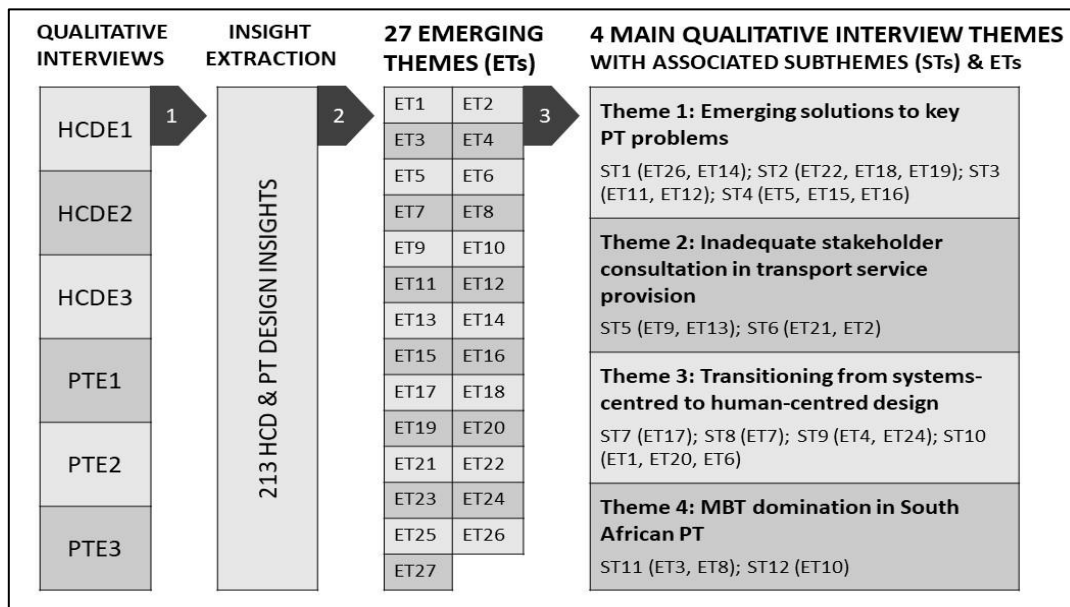 QUALITATIVE
INTERVIEWS
HCDE1
HCDE2
HCDE3
PTE1
PTE2
PTE3
1
INSIGHT
EXTRACTION
213 HCD & PT DESIGN INSIGHTS
2
27 EMERGING
THEMES (ETs)
ET1 ET2
ET3 ET4
ET5 ET6
ET7 ET8
ET9 ET10
ET11 ET12
ET13 ET14
ET15 ET16
ET17 ET18
ET19 ET20
ET21 ET22
ET23 ET24
ET25 ET26
ET27
3
4 MAIN QUALITATIVE INTERVIEW THEMES
WITH ASSOCIATED SUBTHEMES (STs) & ETs
Theme 1: Emerging solutions to key
PT problems
ST1 (ET26, ET14); ST2 (ET22, ET18, ET19); ST3
(ET11, ET12); ST4 (ET5, ET15, ET16)
Theme 2: Inadequate stakeholder
consultation in transport service
provision
ST5 (ET9, ET13); ST6 (ET21, ET2)
Theme 3: Transitioning from systems-
centred to human-centred design
ST7 (ET17); ST8 (ET7); ST9 (ET4, ET24); ST10
(ET1, ET20, ET6)
Theme 4: MBT domination in South
African PT
ST11 (ET3, ET8); ST12 (ET10)